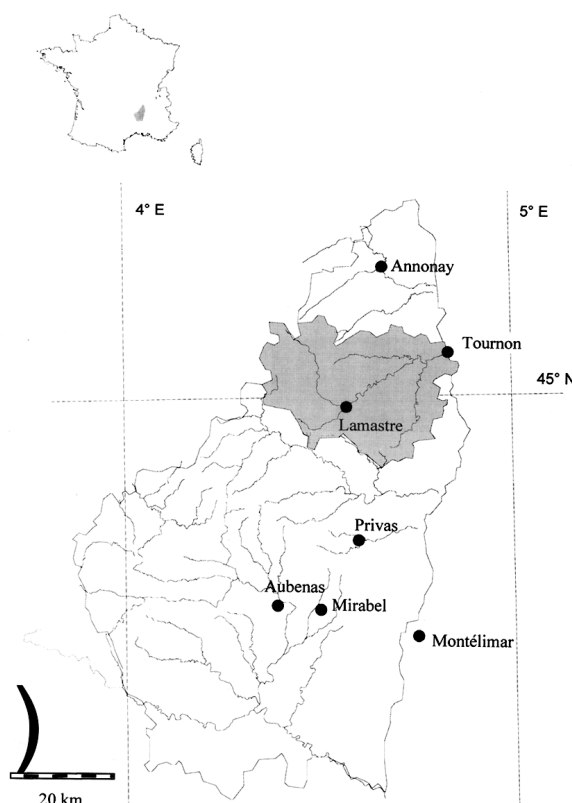 4° E
5° E
Annonay
Tournon
45° N
Lamastre
Privas
Aubenas
Mirabel
Montélimar
20 km